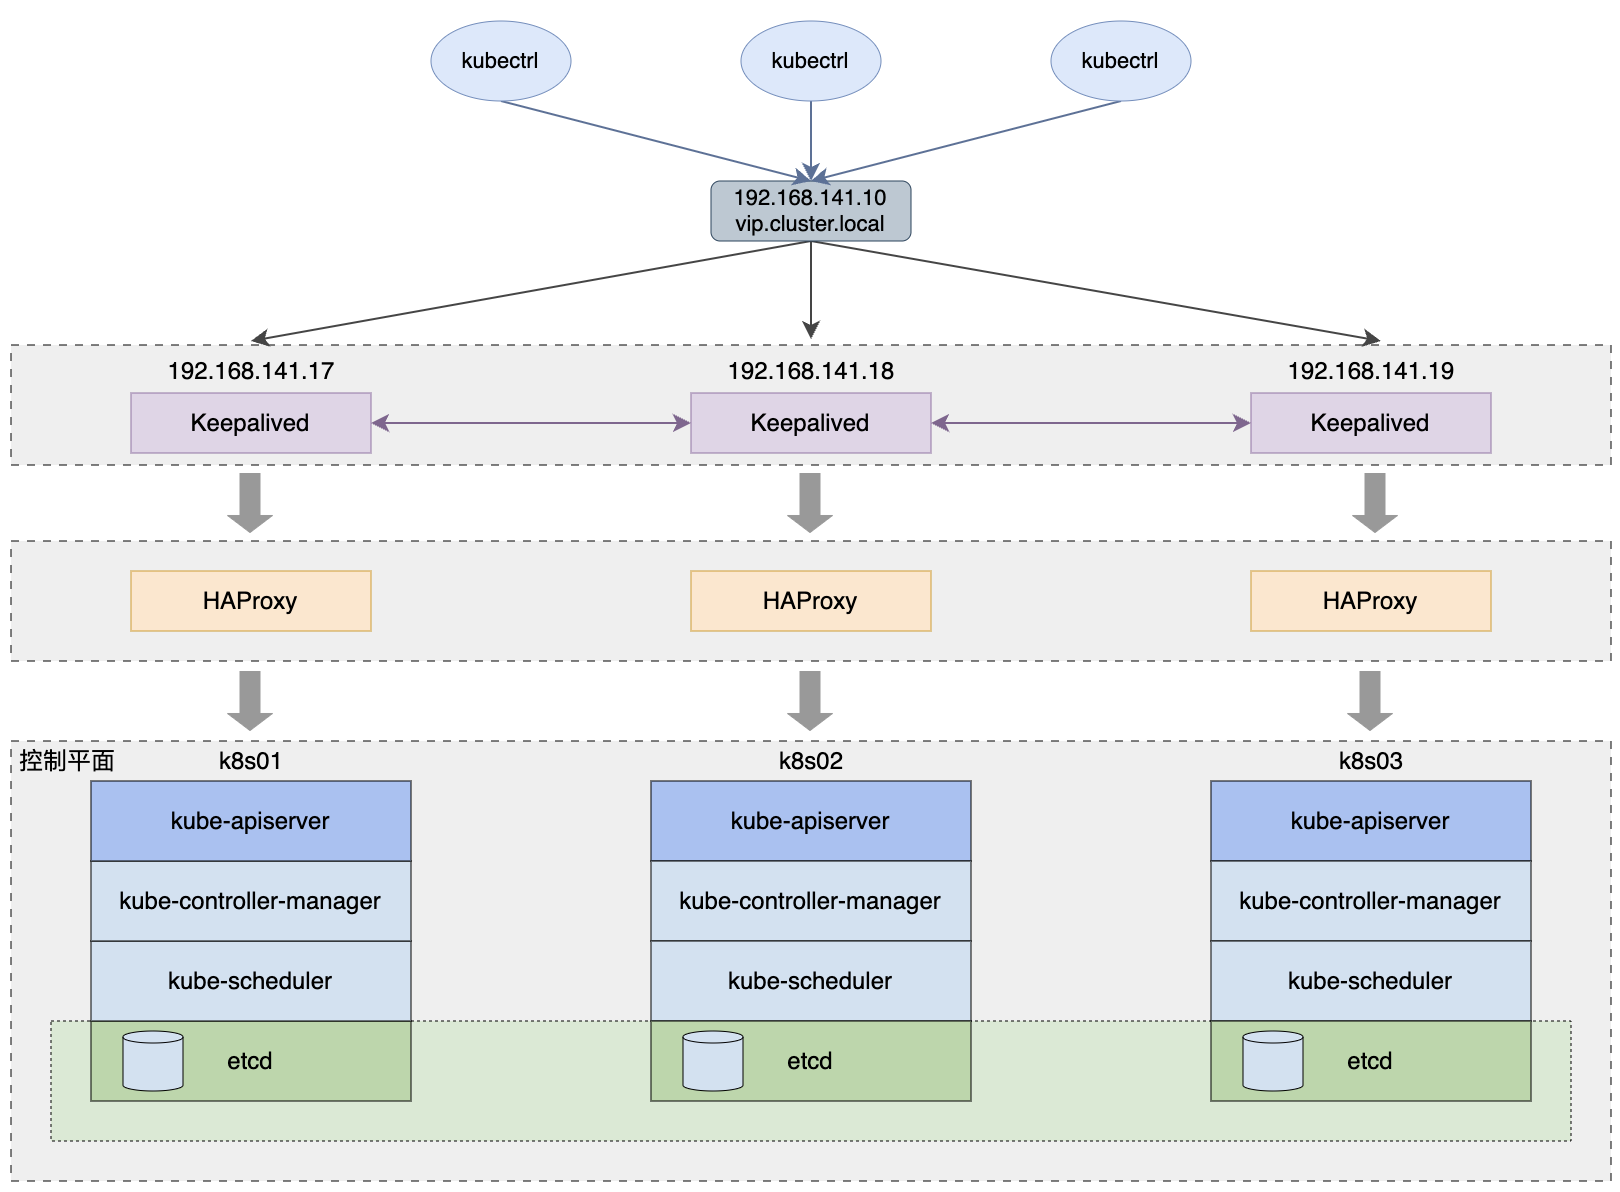 kubectrl
kubectrl
kubectrl
192.168.141.10
vip.cluster.local
192.168.141.17
192.168.141.18
192.168.141.19
Keepalived
Keepalived
Keepalived
HAProxy
HAProxy
HAProxy
控制平面
k8s01
k8s02
k8s03
kube-apiserver
kube-apiserver
kube-apiserver
kube-controller-manager
kube-controller-manager
kube-controller-manager
kube-scheduler
kube-scheduler
kube-scheduler
etcd
etcd
etcd